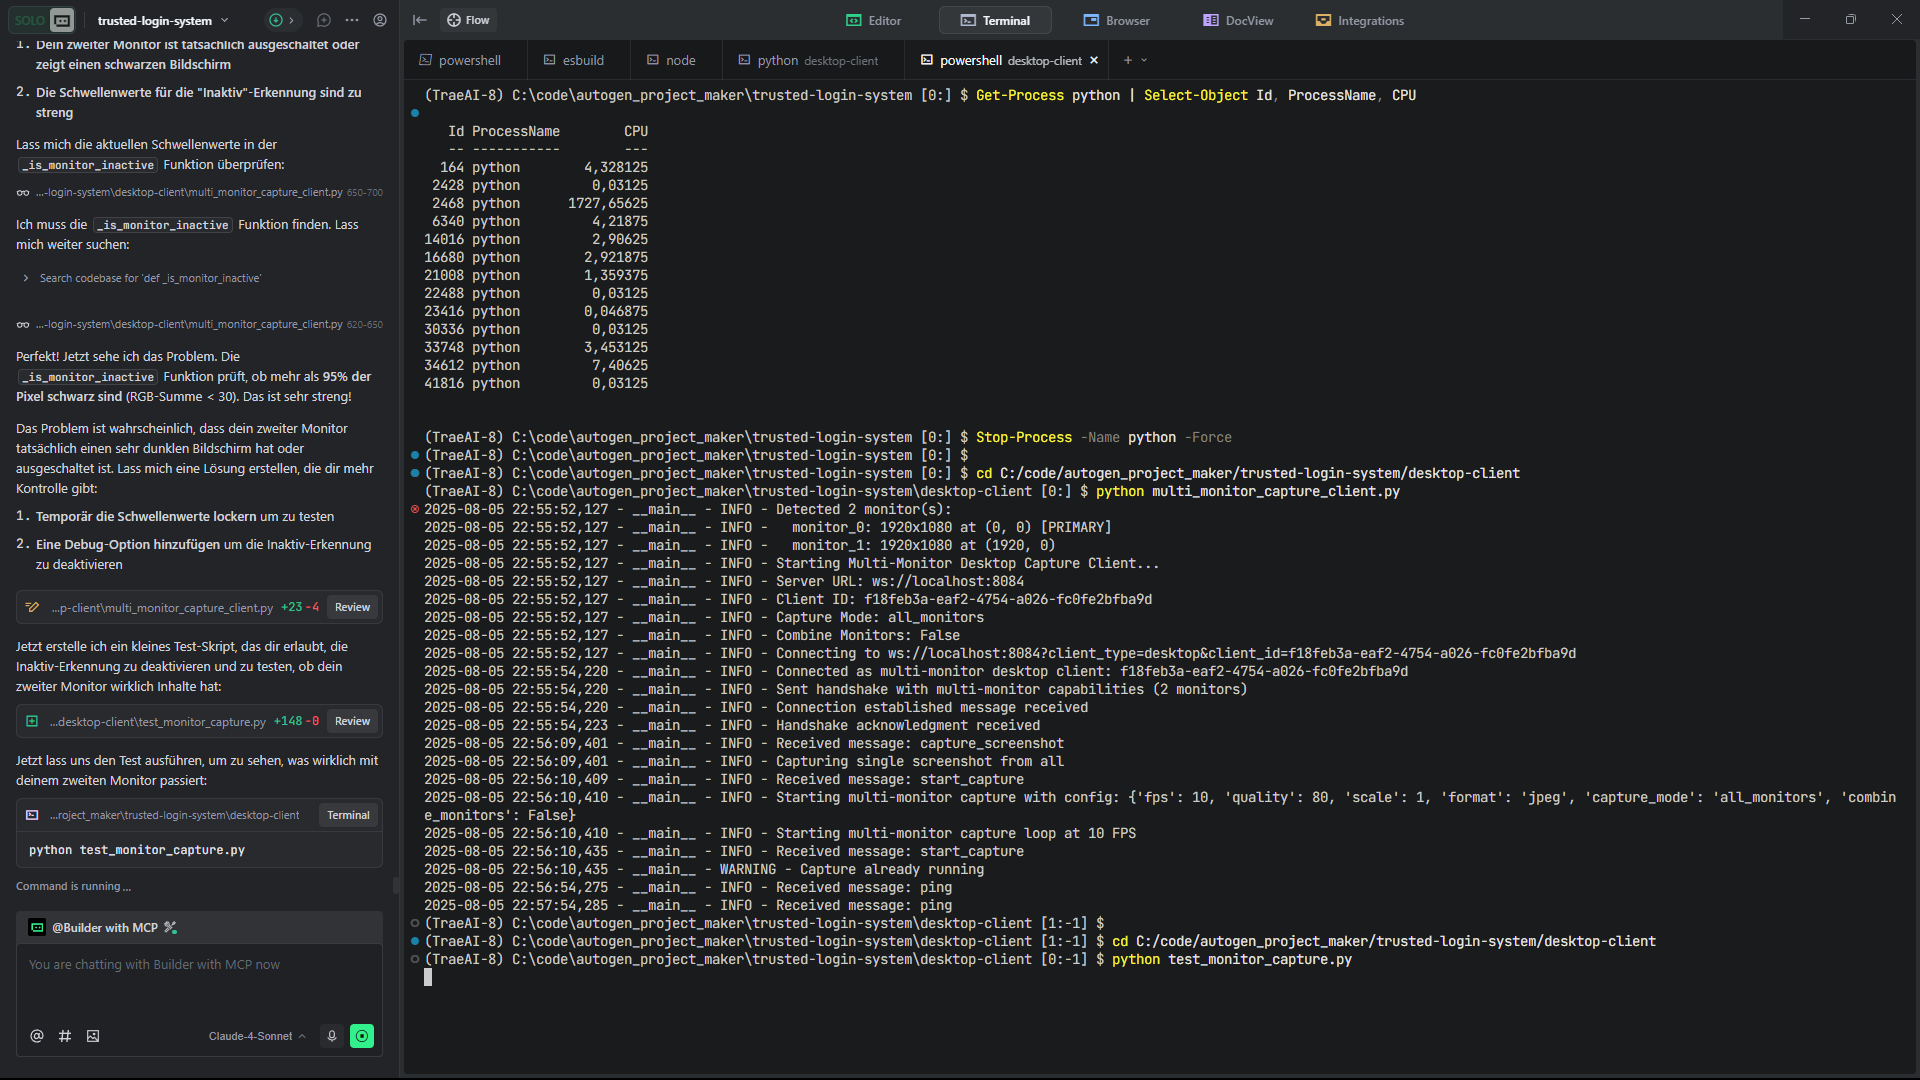 SOLO
trusted-login-system
Flow
Editor
Terminal
Browser
DocView
Integrations
1. Dein zweiter Monitor ist tatsächlich ausgeschaltet oder
zeigt einen schwarzen Bildschirm
2. Die Schwellenwerte für die "Inaktiv"-Erkennung sind zu
streng
Lass mich die aktuellen Schwellenwerte in der
_is_monitor_inactive Funktion überprüfen:
...-login-system\desktop-client\multi_monitor_capture_client.py 650-700
Ich muss die _is_monitor_inactive Funktion finden. Lass
mich weiter suchen:
Search codebase for 'def _is_monitor_inactive'
...-login-system\desktop-client\multi_monitor_capture_client.py 620-650
Perfekt! Jetzt sehe ich das Problem. Die
_is_monitor_inactive Funktion prüft, ob mehr als 95% der
Pixel schwarz sind (RGB-Summe < 30). Das ist sehr streng!
Das Problem ist wahrscheinlich, dass dein zweiter Monitor
tatsächlich einen sehr dunklen Bildschirm hat oder
ausgeschaltet ist. Lass mich eine Lösung erstellen, die dir mehr
Kontrolle gibt:
1. Temporär die Schwellenwerte lockern um zu testen
2. Eine Debug-Option hinzufügen um die Inaktiv-Erkennung
zu deaktivieren
...p-client\multi_monitor_capture_client.py +23 -4 Review
Jetzt erstelle ich ein kleines Test-Skript, das dir erlaubt, die
Inaktiv-Erkennung zu deaktivieren und zu testen, ob dein
zweiter Monitor wirklich Inhalte hat:
...desktop-client\test_monitor_capture.py +148 -0 Review
Jetzt lass uns den Test ausführen, um zu sehen, was wirklich mit
deinem zweiten Monitor passiert:
...roject_maker\trusted-login-system\desktop-client Terminal
python test_monitor_capture.py
Command is running ...
@Builder with MCP
You are chatting with Builder with MCP now
Claude-4-Sonnet
powershell
esbuild
node
python desktop-client
powershell desktop-client
(TraeAI-8) C:\code\autogen_project_maker\trusted-login-system [0:] $ Get-Process python | Select-Object Id, ProcessName, CPU
Id ProcessName CPU
-- ----------- ---
164 python 4,328125
2428 python 0,03125
2468 python 1727,65625
6340 python 4,21875
14016 python 2,90625
16680 python 2,921875
21008 python 1,359375
22488 python 0,03125
23416 python 0,046875
30336 python 0,03125
33748 python 3,453125
34612 python 7,40625
41816 python 0,03125
(TraeAI-8) C:\code\autogen_project_maker\trusted-login-system [0:] $ Stop-Process -Name python -Force
(TraeAI-8) C:\code\autogen_project_maker\trusted-login-system [0:] $
(TraeAI-8) C:\code\autogen_project_maker\trusted-login-system [0:] $ cd C:/code/autogen_project_maker/trusted-login-system/desktop-client
(TraeAI-8) C:\code\autogen_project_maker\trusted-login-system\desktop-client [0:] $ python multi_monitor_capture_client.py
2025-08-05 22:55:52,127 - __main__ - INFO - Detected 2 monitor(s):
2025-08-05 22:55:52,127 - __main__ - INFO -   monitor_0: 1920x1080 at (0, 0) [PRIMARY]
2025-08-05 22:55:52,127 - __main__ - INFO -   monitor_1: 1920x1080 at (1920, 0)
2025-08-05 22:55:52,127 - __main__ - INFO - Starting Multi-Monitor Desktop Capture Client...
2025-08-05 22:55:52,127 - __main__ - INFO - Server URL: ws://localhost:8084
2025-08-05 22:55:52,127 - __main__ - INFO - Client ID: f18feb3a-eaf2-4754-a026-fc0fe2bfba9d
2025-08-05 22:55:52,127 - __main__ - INFO - Capture Mode: all_monitors
2025-08-05 22:55:52,127 - __main__ - INFO - Combine Monitors: False
2025-08-05 22:55:52,127 - __main__ - INFO - Connecting to ws://localhost:8084?client_type=desktop&client_id=f18feb3a-eaf2-4754-a026-fc0fe2bfba9d
2025-08-05 22:55:54,220 - __main__ - INFO - Connected as multi-monitor desktop client: f18feb3a-eaf2-4754-a026-fc0fe2bfba9d
2025-08-05 22:55:54,220 - __main__ - INFO - Sent handshake with multi-monitor capabilities (2 monitors)
2025-08-05 22:55:54,220 - __main__ - INFO - Connection established message received
2025-08-05 22:55:54,223 - __main__ - INFO - Handshake acknowledgment received
2025-08-05 22:56:09,401 - __main__ - INFO - Received message: capture_screenshot
2025-08-05 22:56:09,401 - __main__ - INFO - Capturing single screenshot from all
2025-08-05 22:56:10,409 - __main__ - INFO - Received message: start_capture
2025-08-05 22:56:10,410 - __main__ - INFO - Starting multi-monitor capture with config: {'fps': 10, 'quality': 80, 'scale': 1, 'format': 'jpeg', 'capture_mode': 'all_monitors', 'combin
e_monitors': False}
2025-08-05 22:56:10,410 - __main__ - INFO - Starting multi-monitor capture loop at 10 FPS
2025-08-05 22:56:10,435 - __main__ - INFO - Received message: start_capture
2025-08-05 22:56:10,435 - __main__ - WARNING - Capture already running
2025-08-05 22:56:54,275 - __main__ - INFO - Received message: ping
2025-08-05 22:57:54,285 - __main__ - INFO - Received message: ping
(TraeAI-8) C:\code\autogen_project_maker\trusted-login-system\desktop-client [1:-1] $
(TraeAI-8) C:\code\autogen_project_maker\trusted-login-system\desktop-client [1:-1] $ cd C:/code/autogen_project_maker/trusted-login-system/desktop-client
(TraeAI-8) C:\code\autogen_project_maker\trusted-login-system\desktop-client [0:-1] $ python test_monitor_capture.py